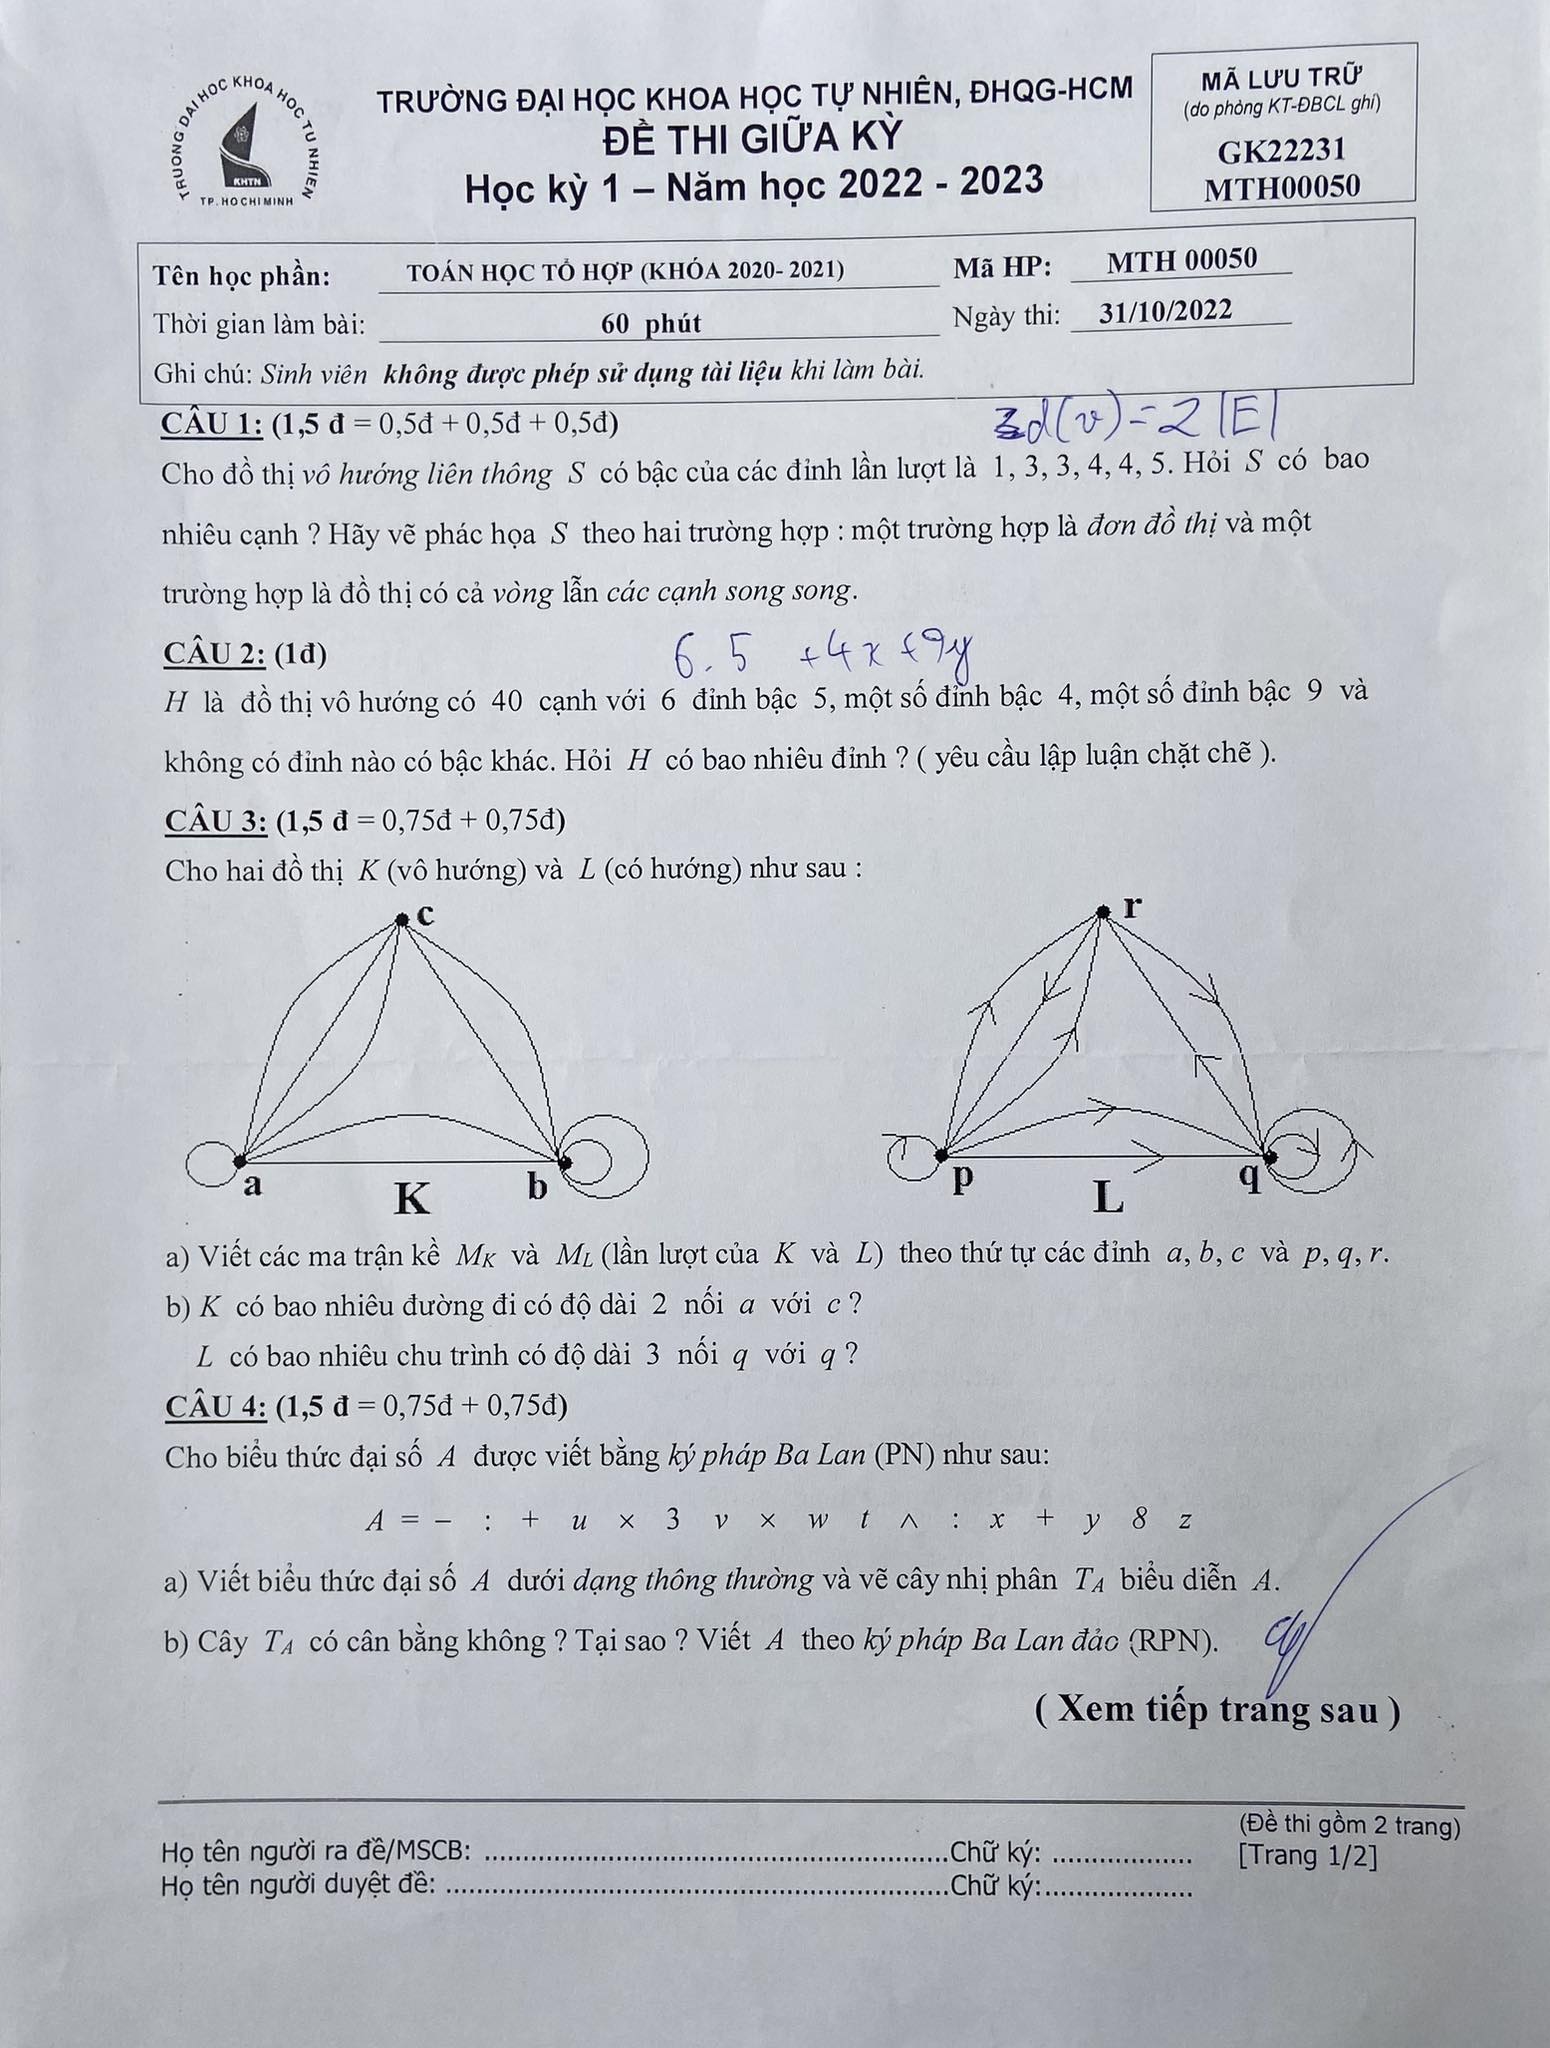 TRƯỜNG ĐẠI HỌC KHOA HỌC TỰ NHIÊN
KHTN
TP. HO CHI MINH
TRƯỜNG ĐẠI HỌC KHOA HỌC TỰ NHIÊN, ĐHQG-HCM
ĐỀ THI GIỮA KỲ
Học kỳ 1 – Năm học 2022 - 2023
MÃ LƯU TRỮ
(do phòng KT-ĐBCL ghi)
GK22231
MTH00050
Tên học phần: TOÁN HỌC TỔ HỢP (KHÓA 2020- 2021) Mã HP: MTH 00050
Thời gian làm bài: 60 phút Ngày thi: 31/10/2022
Ghi chú: Sinh viên không được phép sử dụng tài liệu khi làm bài.
CÂU 1: (1,5 đ = 0,5đ + 0,5đ + 0,5đ)
d(v) = 2 |E|
Cho đồ thị vô hướng liên thông S có bậc của các đỉnh lần lượt là 1, 3, 3, 4, 4, 5. Hỏi S có bao
nhiêu cạnh ? Hãy vẽ phác họa S theo hai trường hợp : một trường hợp là đơn đồ thị và một
trường hợp là đồ thị có cả vòng lẫn các cạnh song song.
CÂU 2: (1đ)
6. 5 + 4x + 9y
H là đồ thị vô hướng có 40 cạnh với 6 đỉnh bậc 5, một số đỉnh bậc 4, một số đỉnh bậc 9 và
không có đỉnh nào có bậc khác. Hỏi H có bao nhiêu đỉnh ? ( yêu cầu lập luận chặt chẽ ).
CÂU 3: (1,5 đ = 0,75đ + 0,75đ)
Cho hai đồ thị K (vô hướng) và L (có hướng) như sau :
c
a
b
K
r
p
q
L
a) Viết các ma trận kề MK và ML (lần lượt của K và L) theo thứ tự các đỉnh a, b, c và p, q, r.
b) K có bao nhiêu đường đi có độ dài 2 nối a với c ?
L có bao nhiêu chu trình có độ dài 3 nối q với q ?
CÂU 4: (1,5 đ = 0,75đ + 0,75đ)
Cho biểu thức đại số A được viết bằng ký pháp Ba Lan (PN) như sau:
A = – : + u × 3 v × w t ^ : x + y 8 z
a) Viết biểu thức đại số A dưới dạng thông thường và vẽ cây nhị phân TA biểu diễn A.
b) Cây TA có cân bằng không ? Tại sao ? Viết A theo ký pháp Ba Lan đảo (RPN).
( Xem tiếp trang sau )
(Đề thi gồm 2 trang)
[Trang 1/2]
Họ tên người ra đề/MSCB: ........................................................ Chữ ký: ..................
Họ tên người duyệt đề: ........................................................... Chữ ký: ...................